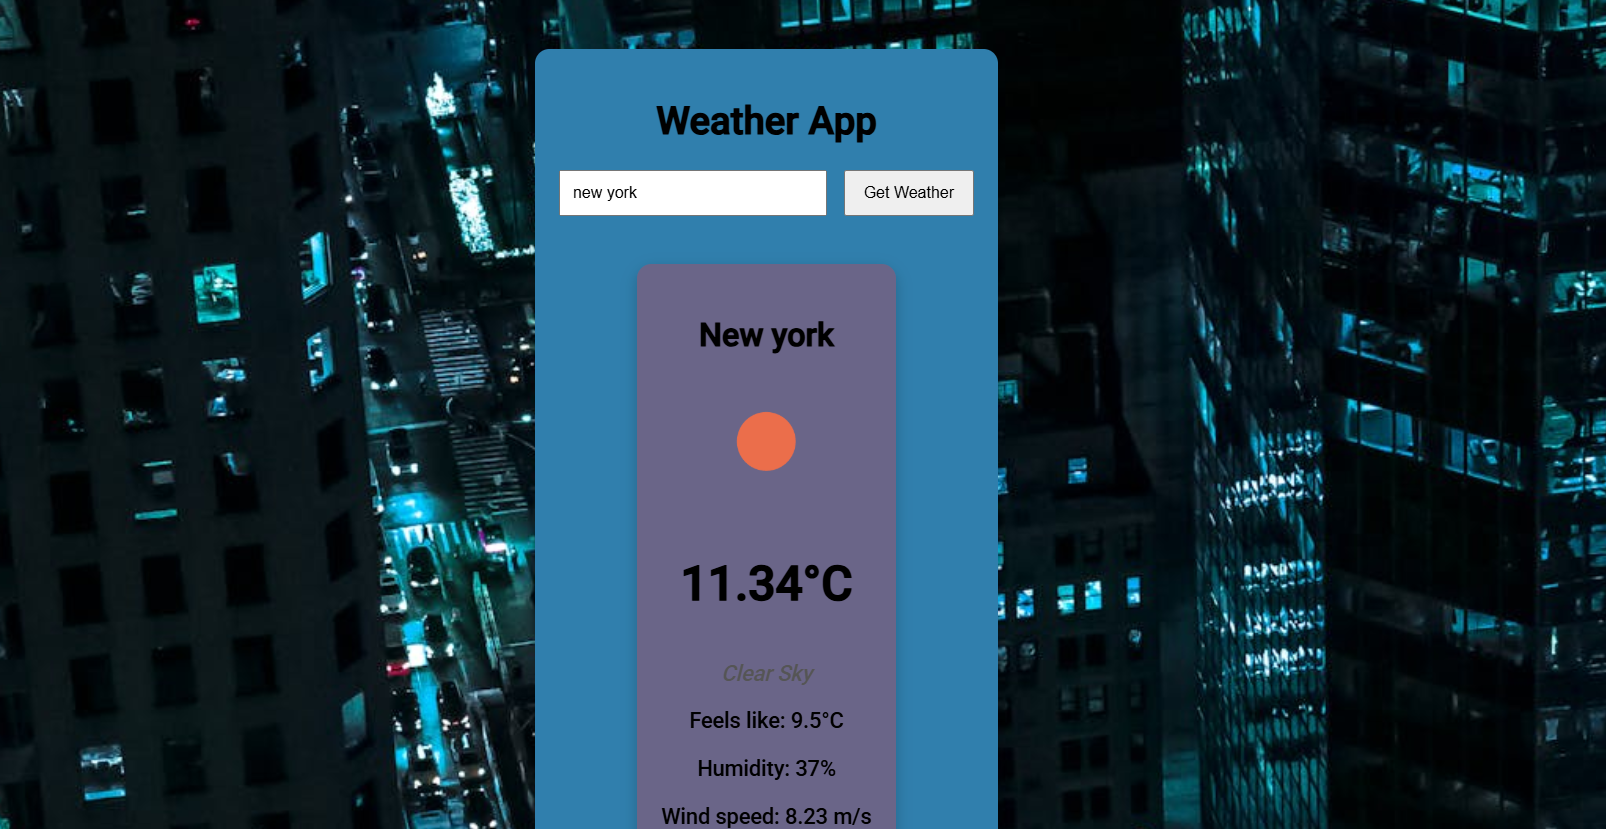 Weather App
new york
Get Weather
New york
11.34°C
Clear Sky
Feels like: 9.5°C
Humidity: 37%
Wind speed: 8.23 m/s